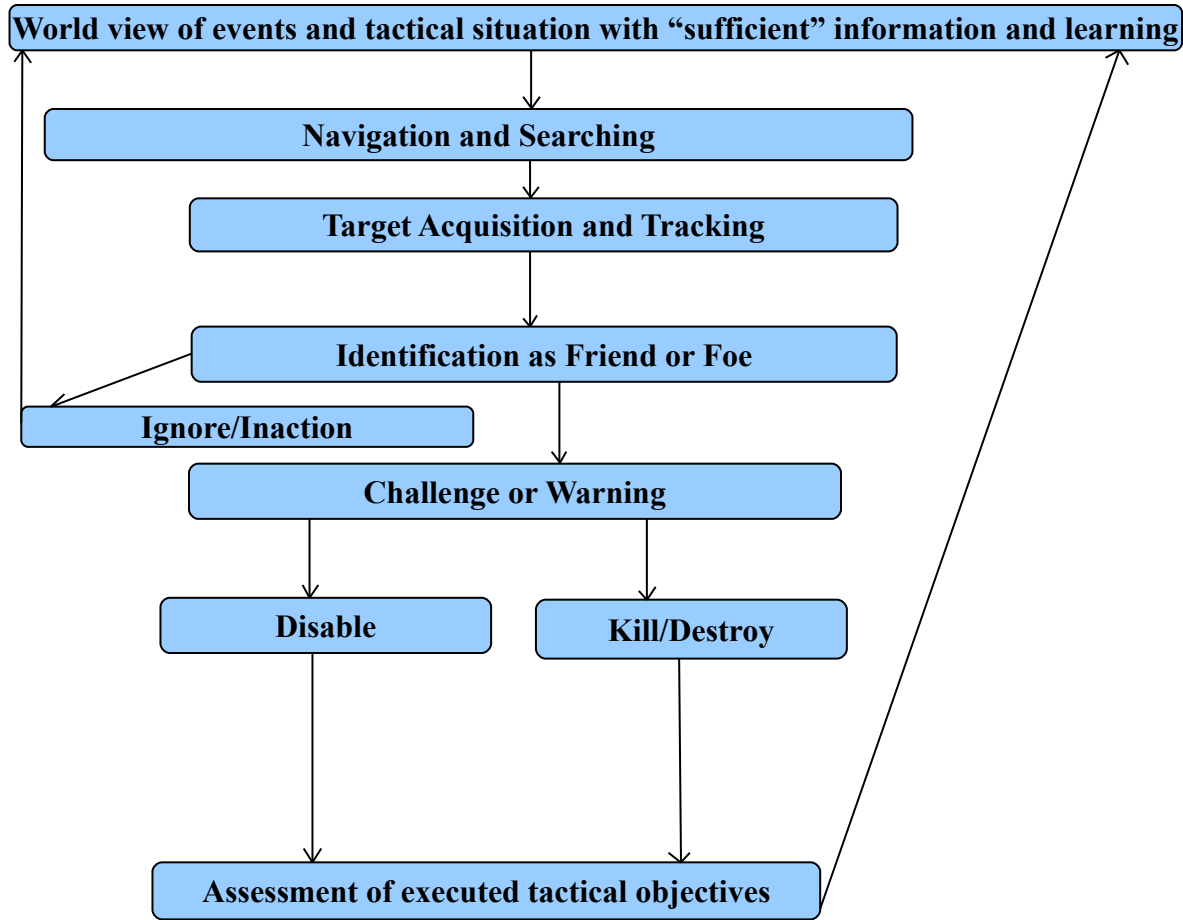 World view of events and tactical situation with “sufficient” information and learning
Navigation and Searching
Target Acquisition and Tracking
Identification as Friend or Foe
Ignore/Inaction
Challenge or Warning
Disable
Kill/Destroy
Assessment of executed tactical objectives